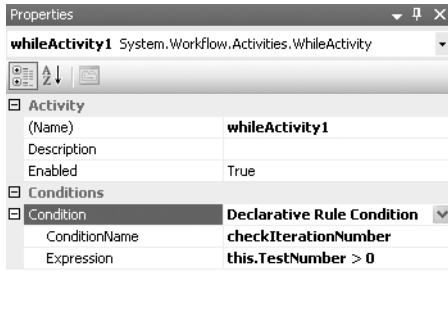 Properties
whileActivity1 System.Workflow.Activities.WhileActivity
Activity
(Name) whileActivity1
Description
Enabled True
Conditions
Condition Declarative Rule Condition
ConditionName checkIterationNumber
Expression this.TestNumber > 0